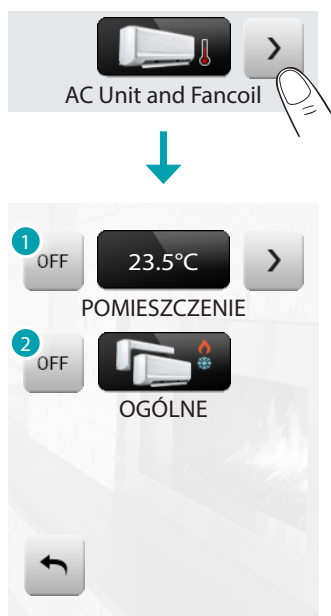 AC Unit and Fancoil
1
OFF
23.5°C
POMIESZCZENIE
2
OFF
OGÓLNE